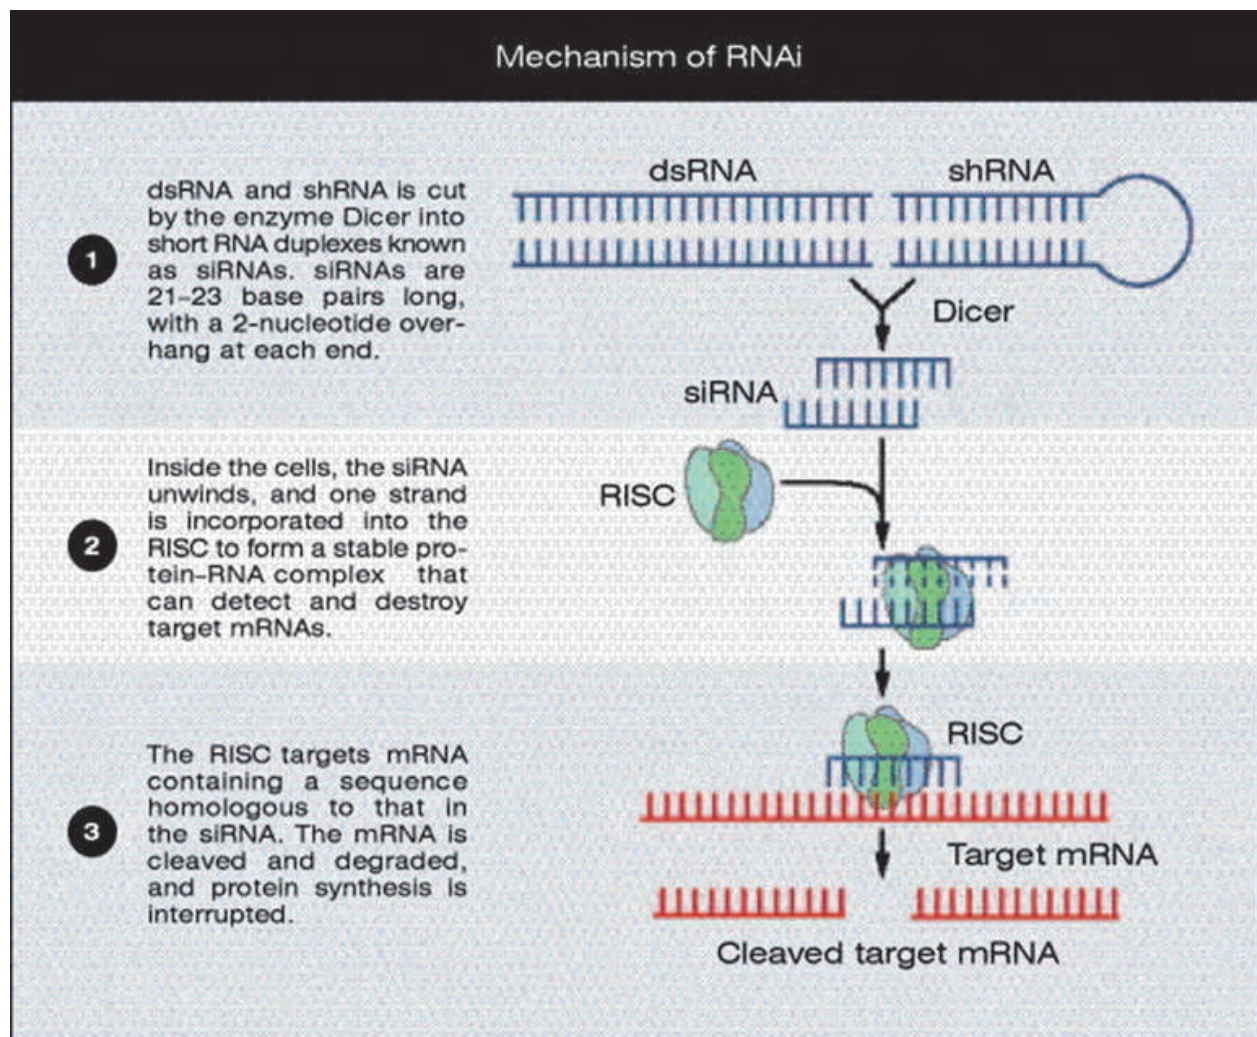 Mechanism of RNAi
1
dsRNA and shRNA is cut
by the enzyme Dicer into
short RNA duplexes known
as siRNAs. siRNAs are
21–23 base pairs long,
with a 2-nucleotide over-
hang at each end.
dsRNA
shRNA
Dicer
siRNA
2
Inside the cells, the siRNA
unwinds, and one strand
is incorporated into the
RISC to form a stable pro-
tein–RNA complex that
can detect and destroy
target mRNAs.
RISC
3
The RISC targets mRNA
containing a sequence
homologous to that in
the siRNA. The mRNA is
cleaved and degraded,
and protein synthesis is
interrupted.
RISC
Target mRNA
Cleaved target mRNA